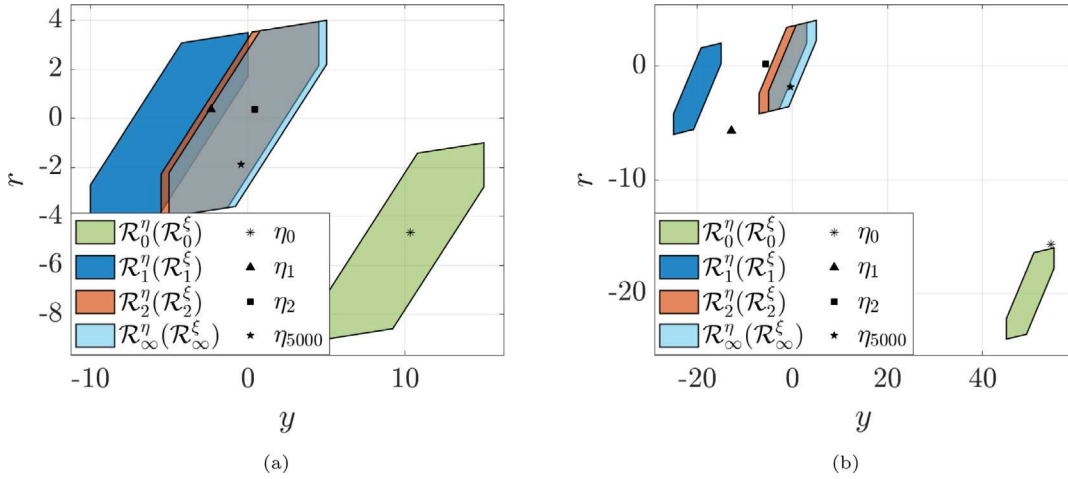 4
2
0
-2
-4
-6
-8
r
-10
0
10
y
R_0^η(R_0^ξ)
R_1^η(R_1^ξ)
R_2^η(R_2^ξ)
R_∞^η(R_∞^ξ)
η_0
η_1
η_2
η_5000
(a)
0
-10
-20
r
-20
0
20
40
y
R_0^η(R_0^ξ)
R_1^η(R_1^ξ)
R_2^η(R_2^ξ)
R_∞^η(R_∞^ξ)
η_0
η_1
η_2
η_5000
(b)